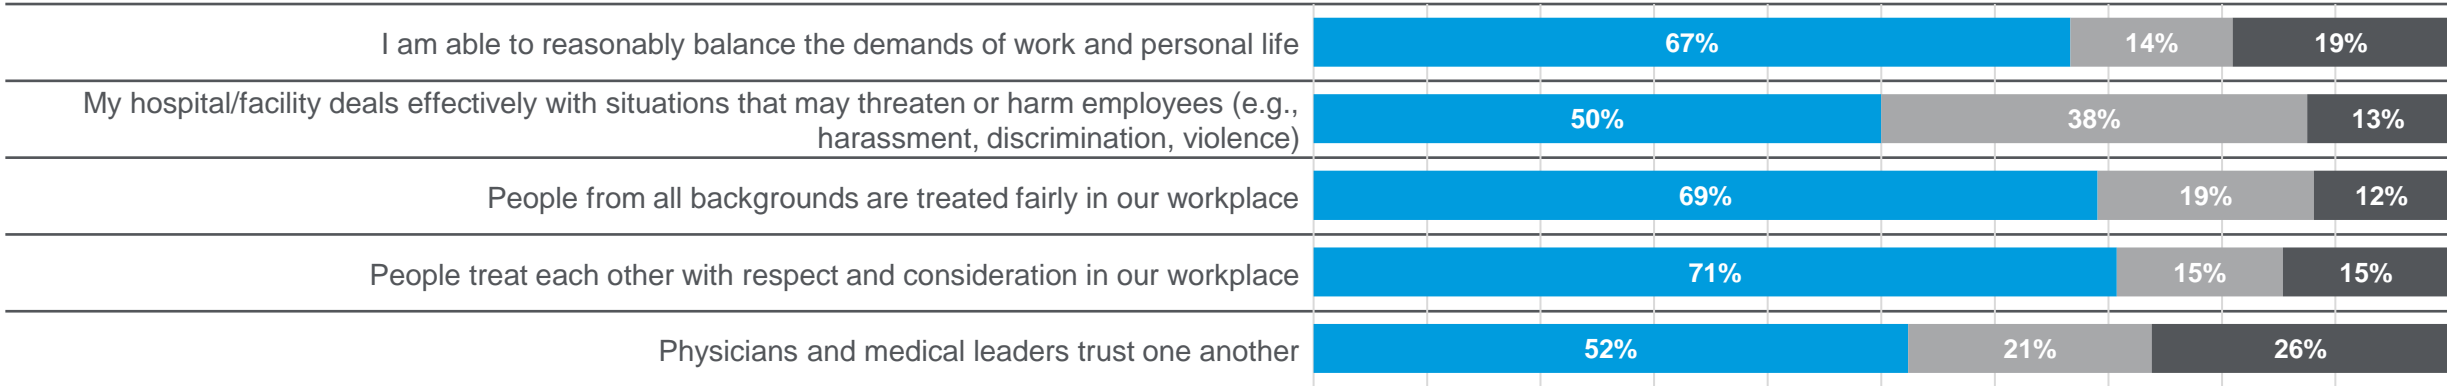 I am able to reasonably balance the demands of work and personal life 67% 14% 19%
My hospital/facility deals effectively with situations that may threaten or harm employees (e.g.,
harassment, discrimination, violence) 50% 38% 13%
People from all backgrounds are treated fairly in our workplace 69% 19% 12%
People treat each other with respect and consideration in our workplace 71% 15% 15%
Physicians and medical leaders trust one another 52% 21% 26%